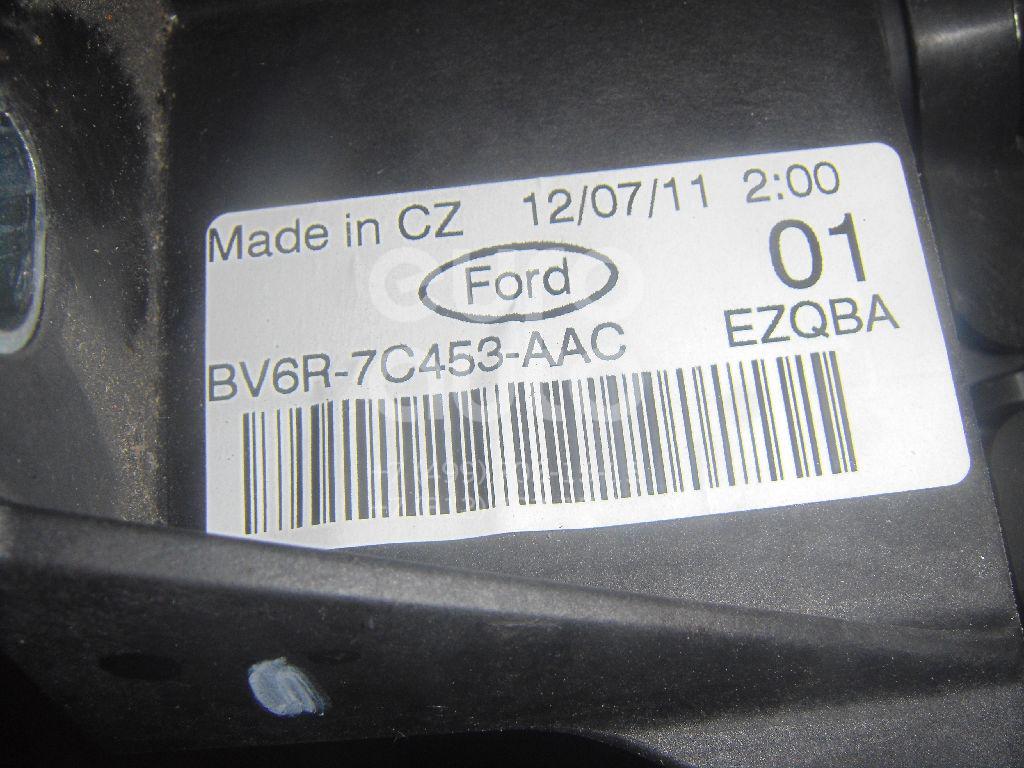 Made in CZ 12/07/11 2:00
Ford 01
BV6R-7C453-AAC EZQBA